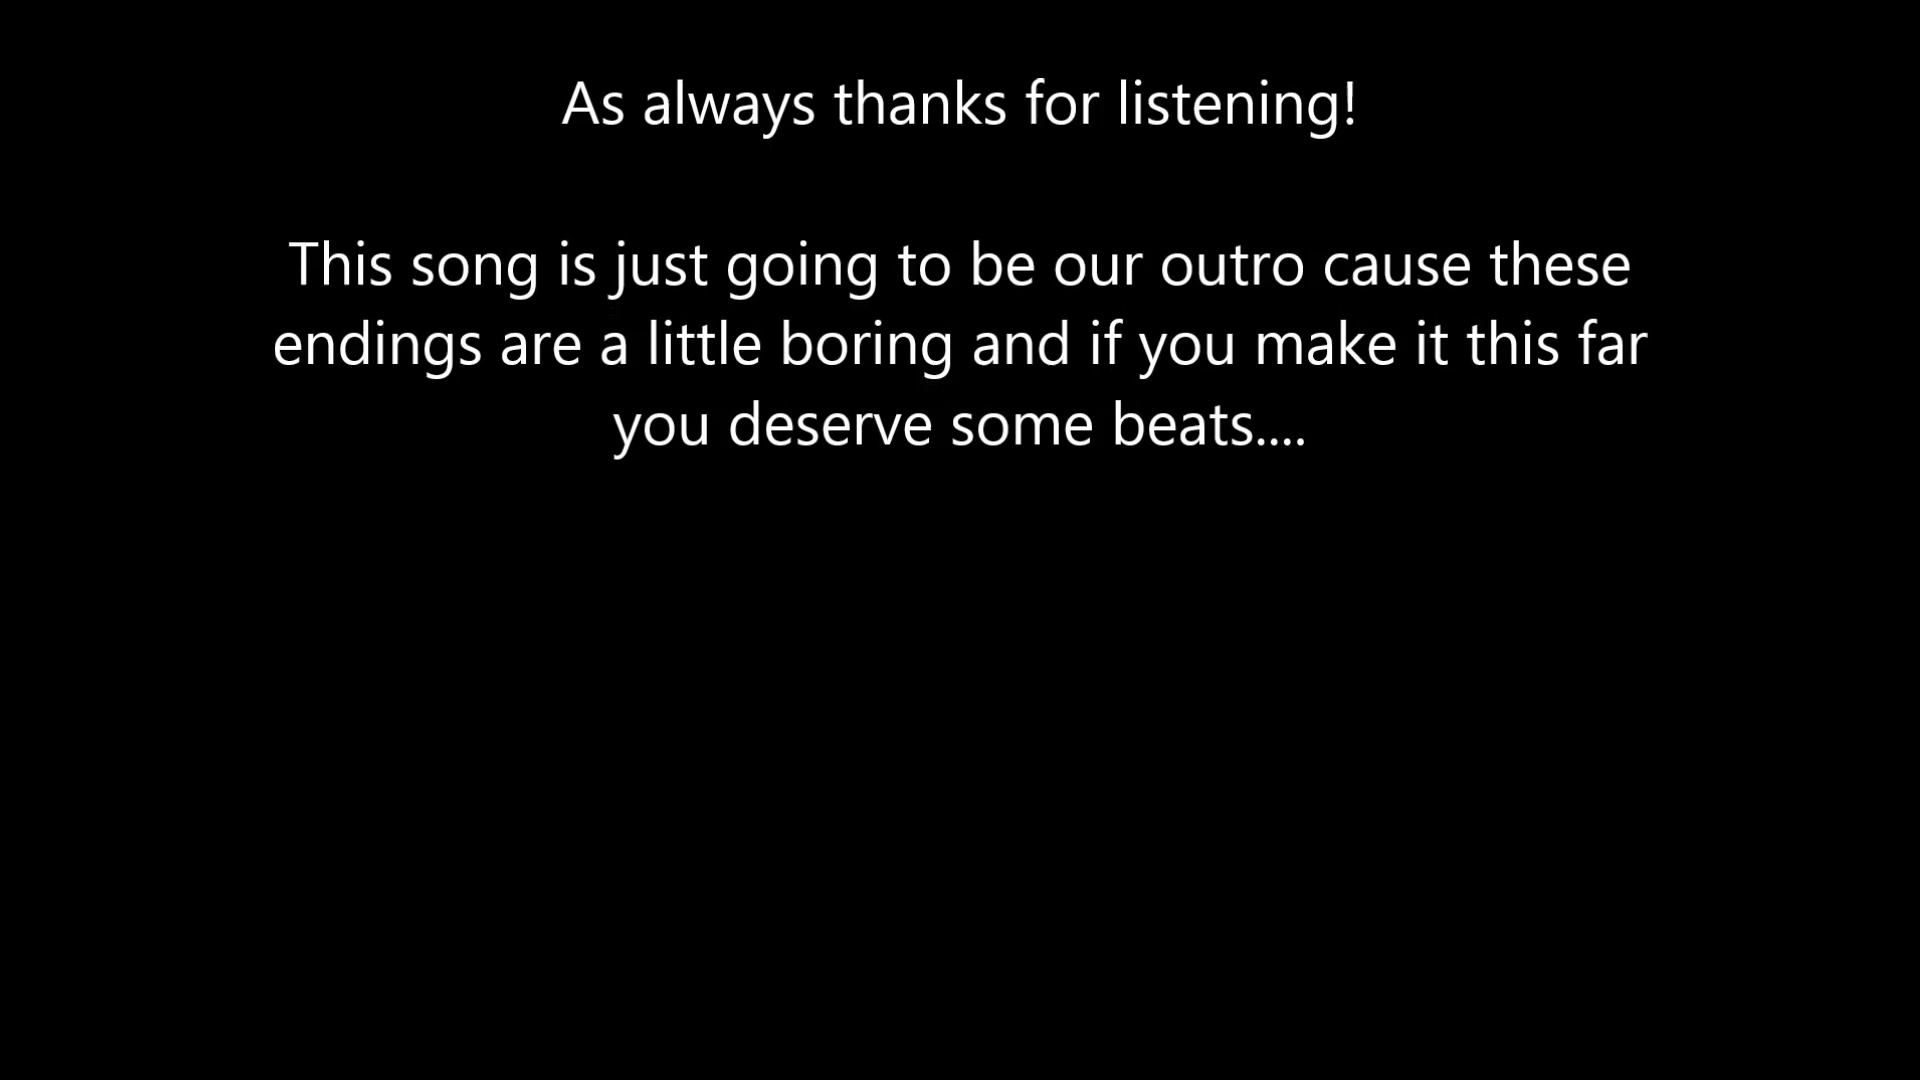 As always thanks for listening!
This song is just going to be our outro cause these
endings are a little boring and if you make it this far
you deserve some beats....